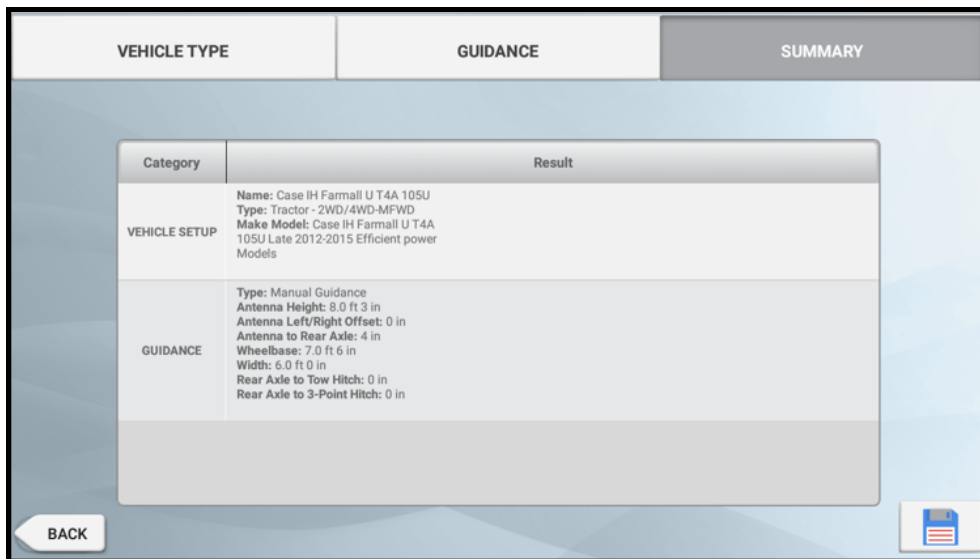 VEHICLE TYPE
GUIDANCE
SUMMARY
Category
Result
VEHICLE SETUP
Name: Case IH Farmall U T4A 105U
Type: Tractor - 2WD/4WD-MFWD
Make Model: Case IH Farmall U T4A
105U Late 2012-2015 Efficient power
Models
GUIDANCE
Type: Manual Guidance
Antenna Height: 8.0 ft 3 in
Antenna Left/Right Offset: 0 in
Antenna to Rear Axle: 4 in
Wheelbase: 7.0 ft 6 in
Width: 6.0 ft 0 in
Rear Axle to Tow Hitch: 0 in
Rear Axle to 3-Point Hitch: 0 in
BACK